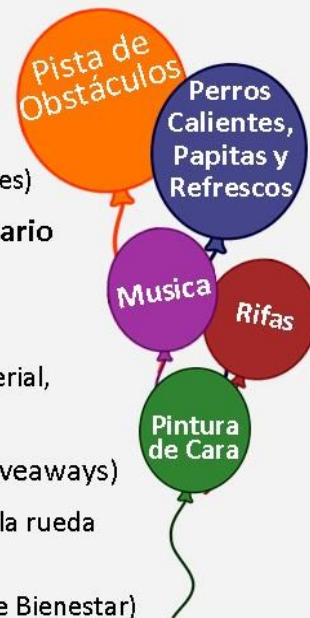 Pista de
Obstáculos
Perros
Calientes,
Papitas y
Refrescos
es)
ario
Musica
Rifas
erial,
Pintura
de Cara
veaways)
la rueda
e Bienestar)